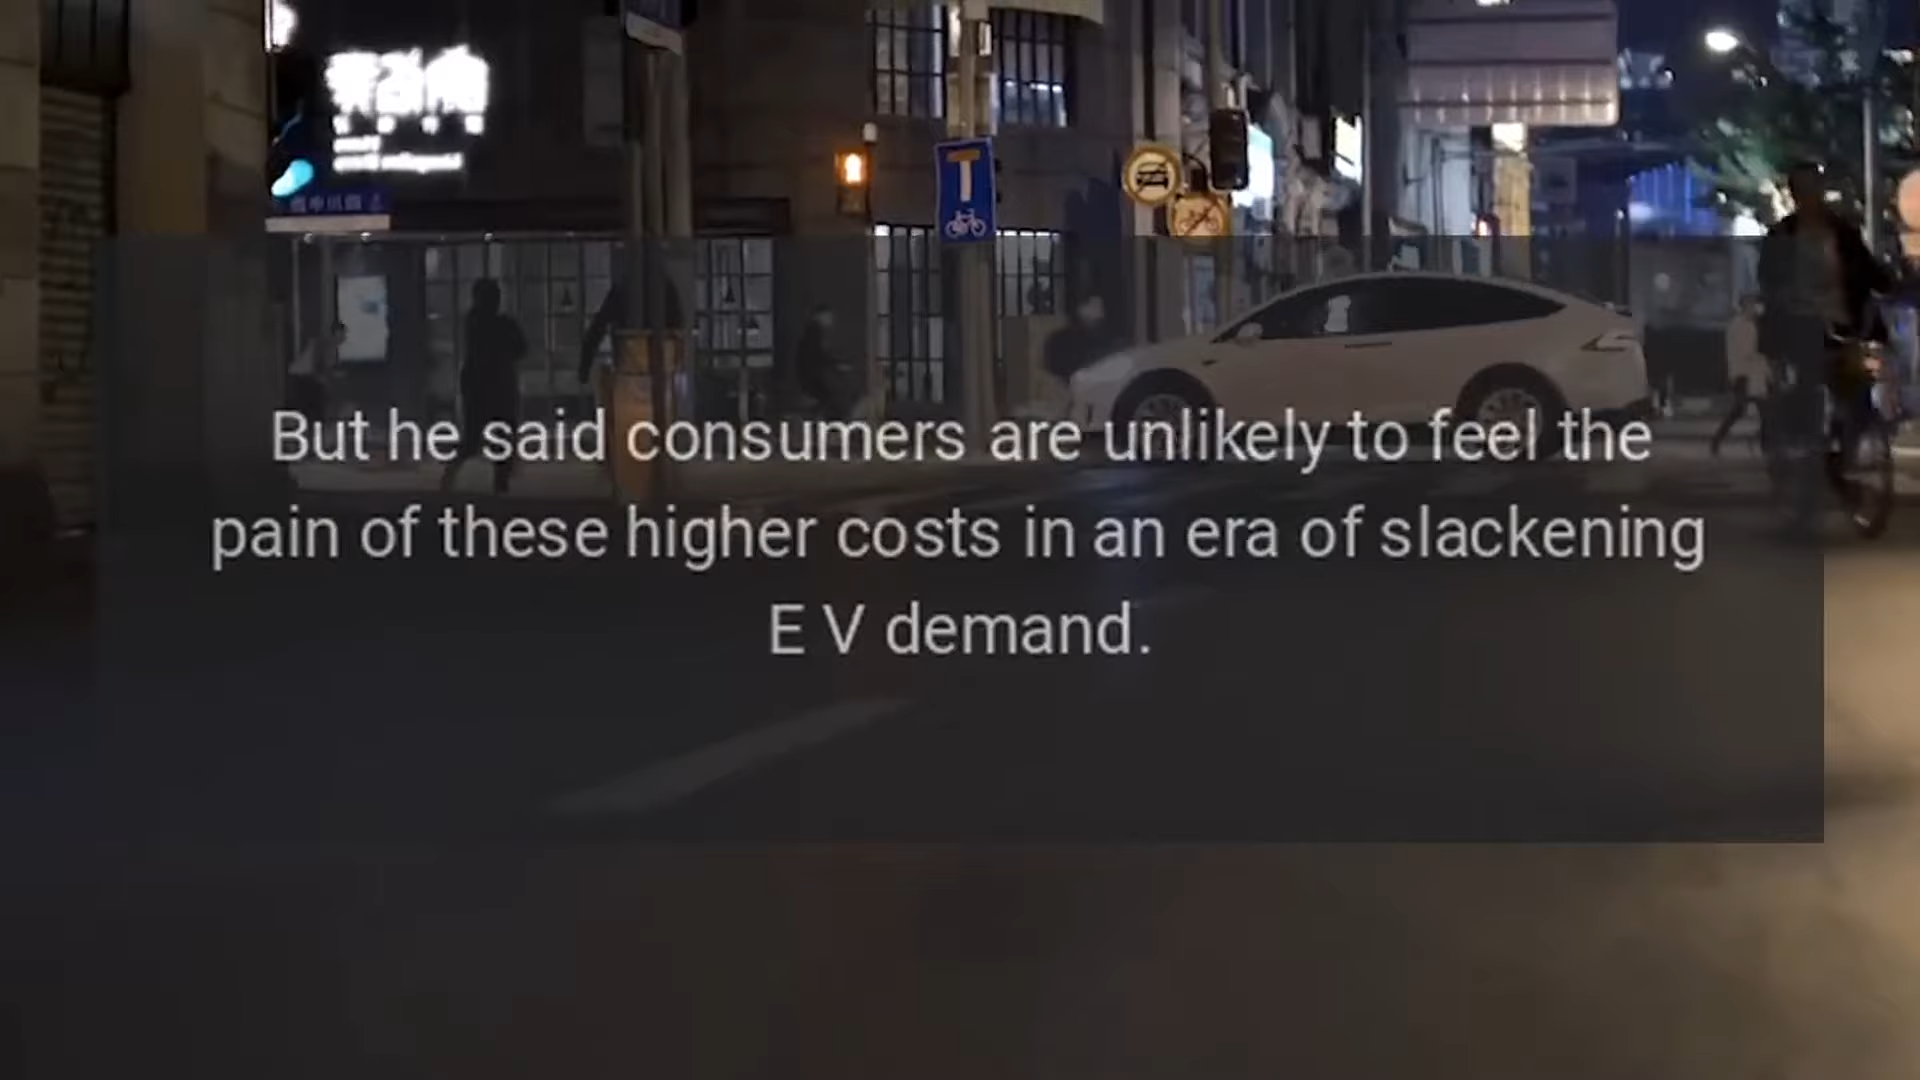 But he said consumers are unlikely to feel the
pain of these higher costs in an era of slackening
E V demand.